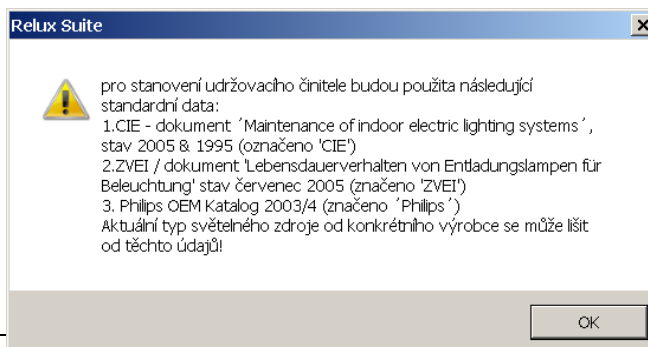 Relux Suite
pro stanovení udržovacího činitele budou použita následující
standardní data:
1.CIE - dokument ´Maintenance of indoor electric lighting systems´,
stav 2005 & 1995 (označeno 'CIE')
2.ZVEI / dokument 'Lebensdauerverhalten von Entladungslampen für
Beleuchtung' stav červenec 2005 (značeno 'ZVEI')
3. Philips OEM Katalog 2003/4 (značeno ´Philips´)
Aktuální typ světelného zdroje od konkrétního výrobce se může lišit
od těchto údajů!
OK